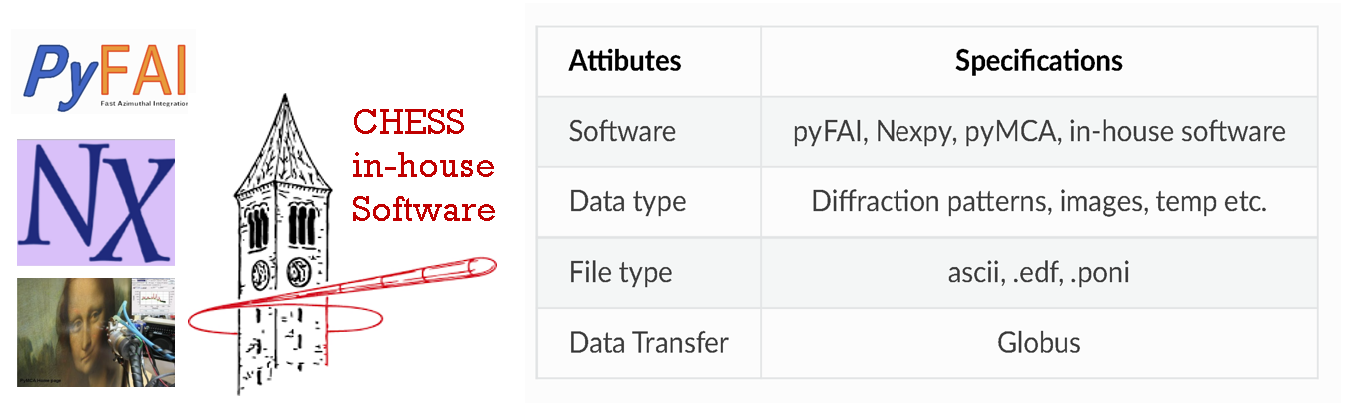 PyFAI
Fast Azimuthal Integration
NX
CHESS
in-house
Software
Attibutes
Specifications
Software
pyFAI, Nexpy, pyMCA, in-house software
Data type
Diffraction patterns, images, temp etc.
File type
ascii, .edf, .poni
Data Transfer
Globus